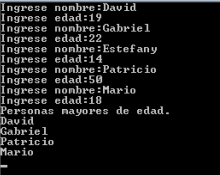 Ingrese nombre:David
Ingrese edad:19
Ingrese nombre:Gabriel
Ingrese edad:22
Ingrese nombre:Estefany
Ingrese edad:14
Ingrese nombre:Patricio
Ingrese edad:50
Ingrese nombre:Mario
Ingrese edad:18
Personas mayores de edad.
David
Gabriel
Patricio
Mario